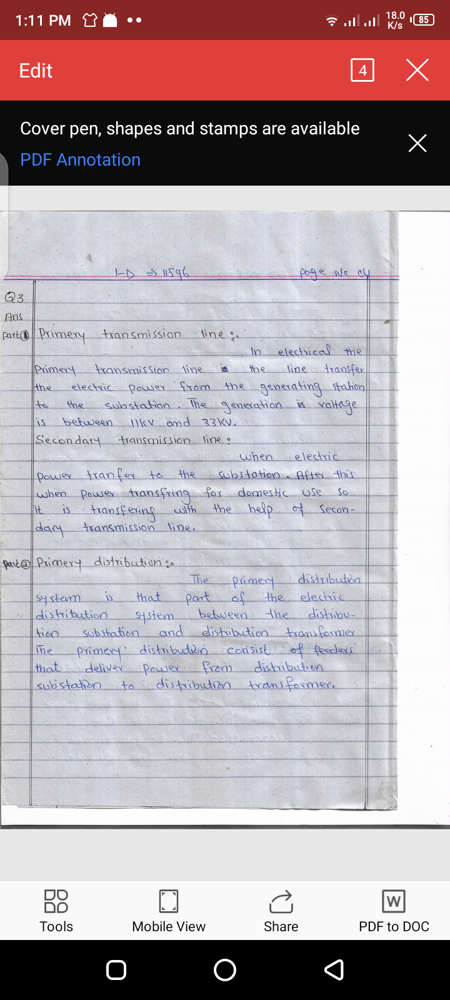 1:11 PM
18.0 K/s
85
Edit
4
Cover pen, shapes and stamps are available
PDF Annotation
I-D => 11596
page No 04
Q3
Ans
Part 1 Primery transmission line :.
In electrical the
Primery transmission line is the line transfer
the electric power from the generating station
to the substation. The generation voltage
is between 11kv and 33KV.
Secondary transmission line :
when electric
power tranfer to the substation. After this
when power transfring for domestic use so
it is transfering with the help of Secon-
dary transmission line.
Part 2 Primery distribution :.
The primery distribution
system is that part of the electric
distribution system between the distribu-
tion substation and distribution transformer
The primery distribution consist of feeders
that deliver power from distribution
substation to distribution transformer.
Tools
Mobile View
Share
W
PDF to DOC